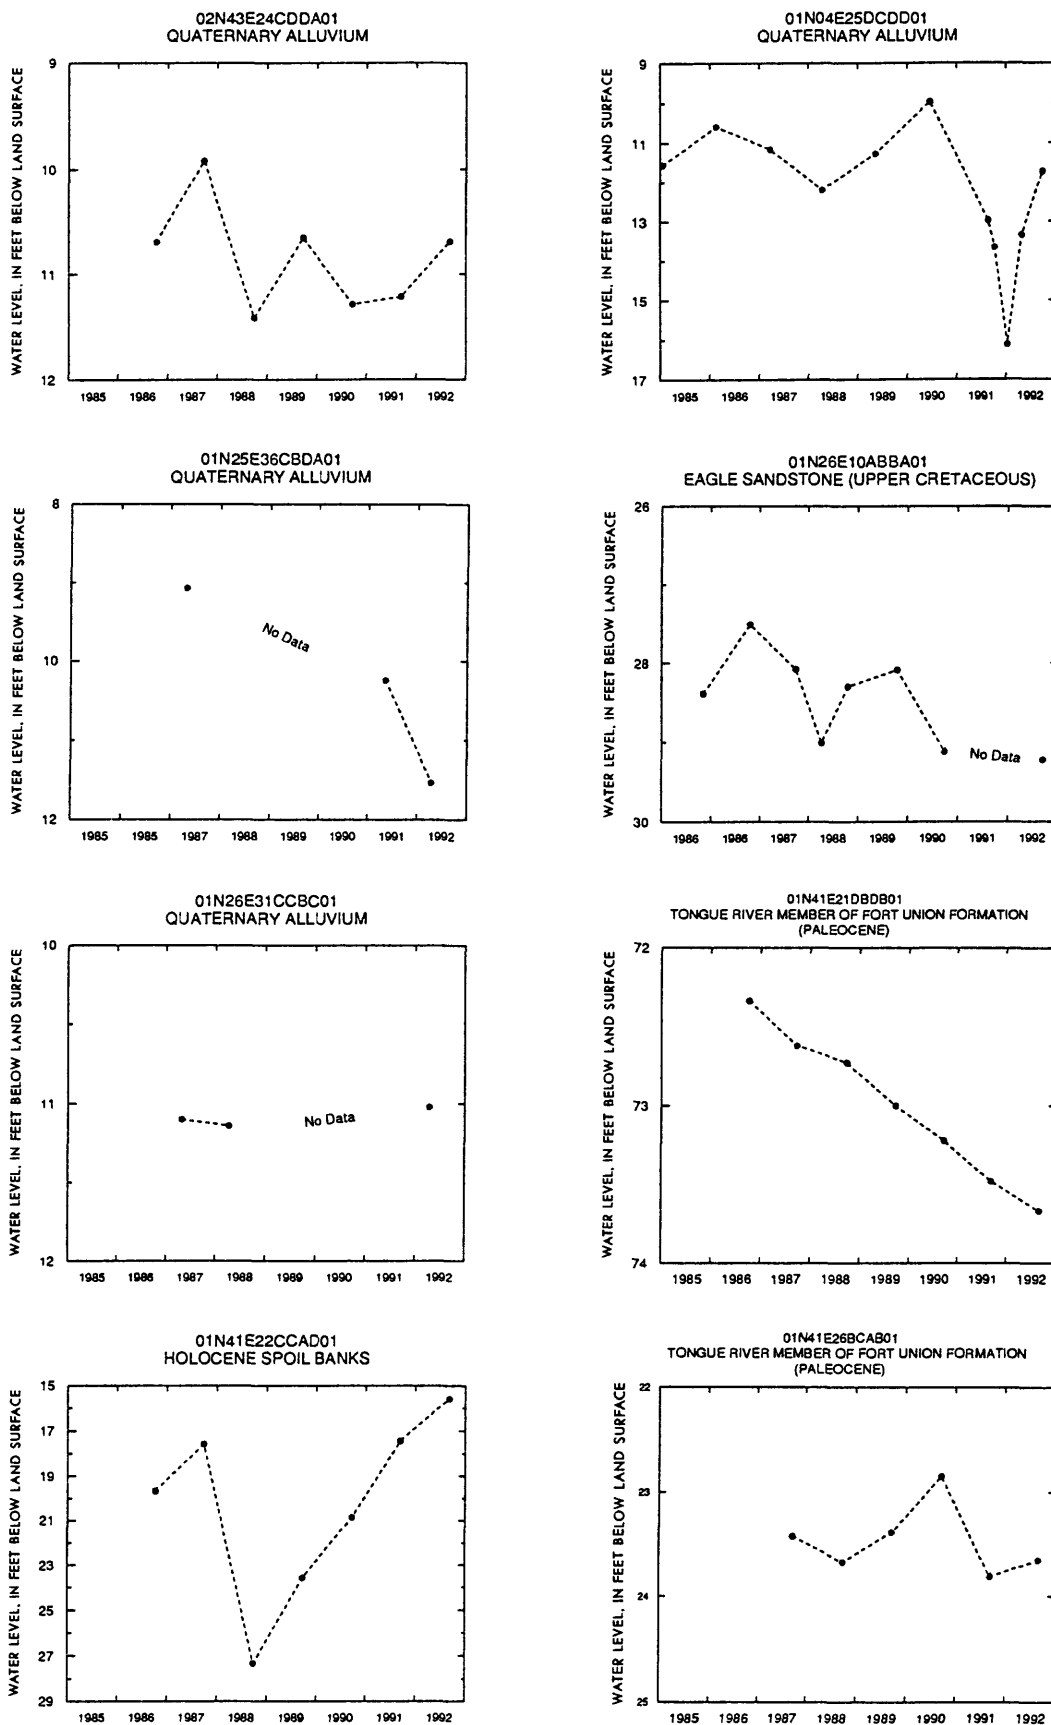 02N43E24CDDA01
QUATERNARY ALLUVIUM
WATER LEVEL, IN FEET BELOW LAND SURFACE
9
10
11
12
1985 1986 1987 1988 1989 1990 1991 1992
01N04E25DCDD01
QUATERNARY ALLUVIUM
WATER LEVEL, IN FEET BELOW LAND SURFACE
9
11
13
15
17
1985 1986 1987 1988 1989 1990 1991 1992
01N25E36CBDA01
QUATERNARY ALLUVIUM
WATER LEVEL, IN FEET BELOW LAND SURFACE
8
9
10
12
No Data
1985 1985 1987 1988 1989 1990 1991 1992
01N26E10ABBA01
EAGLE SANDSTONE (UPPER CRETACEOUS)
WATER LEVEL, IN FEET BELOW LAND SURFACE
26
28
30
No Data
1986 1986 1987 1988 1989 1990 1991 1992
01N26E31CCBC01
QUATERNARY ALLUVIUM
WATER LEVEL, IN FEET BELOW LAND SURFACE
10
11
12
No Data
1985 1986 1987 1988 1989 1990 1991 1992
01N41E21DBDB01
TONGUE RIVER MEMBER OF FORT UNION FORMATION
(PALEOCENE)
WATER LEVEL, IN FEET BELOW LAND SURFACE
72
73
74
1985 1986 1987 1988 1989 1990 1991 1992
01N41E22CCAD01
HOLOCENE SPOIL BANKS
WATER LEVEL, IN FEET BELOW LAND SURFACE
15
17
19
21
23
25
27
29
1985 1986 1987 1988 1989 1990 1991 1992
01N41E26BCAB01
TONGUE RIVER MEMBER OF FORT UNION FORMATION
(PALEOCENE)
WATER LEVEL, IN FEET BELOW LAND SURFACE
22
23
24
25
1985 1986 1987 1988 1989 1990 1991 1992